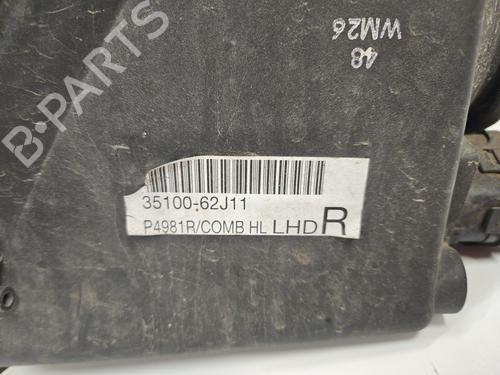 48
WM26
B-PARTS
35100-62J11
P4981R/COMB HL LHD R